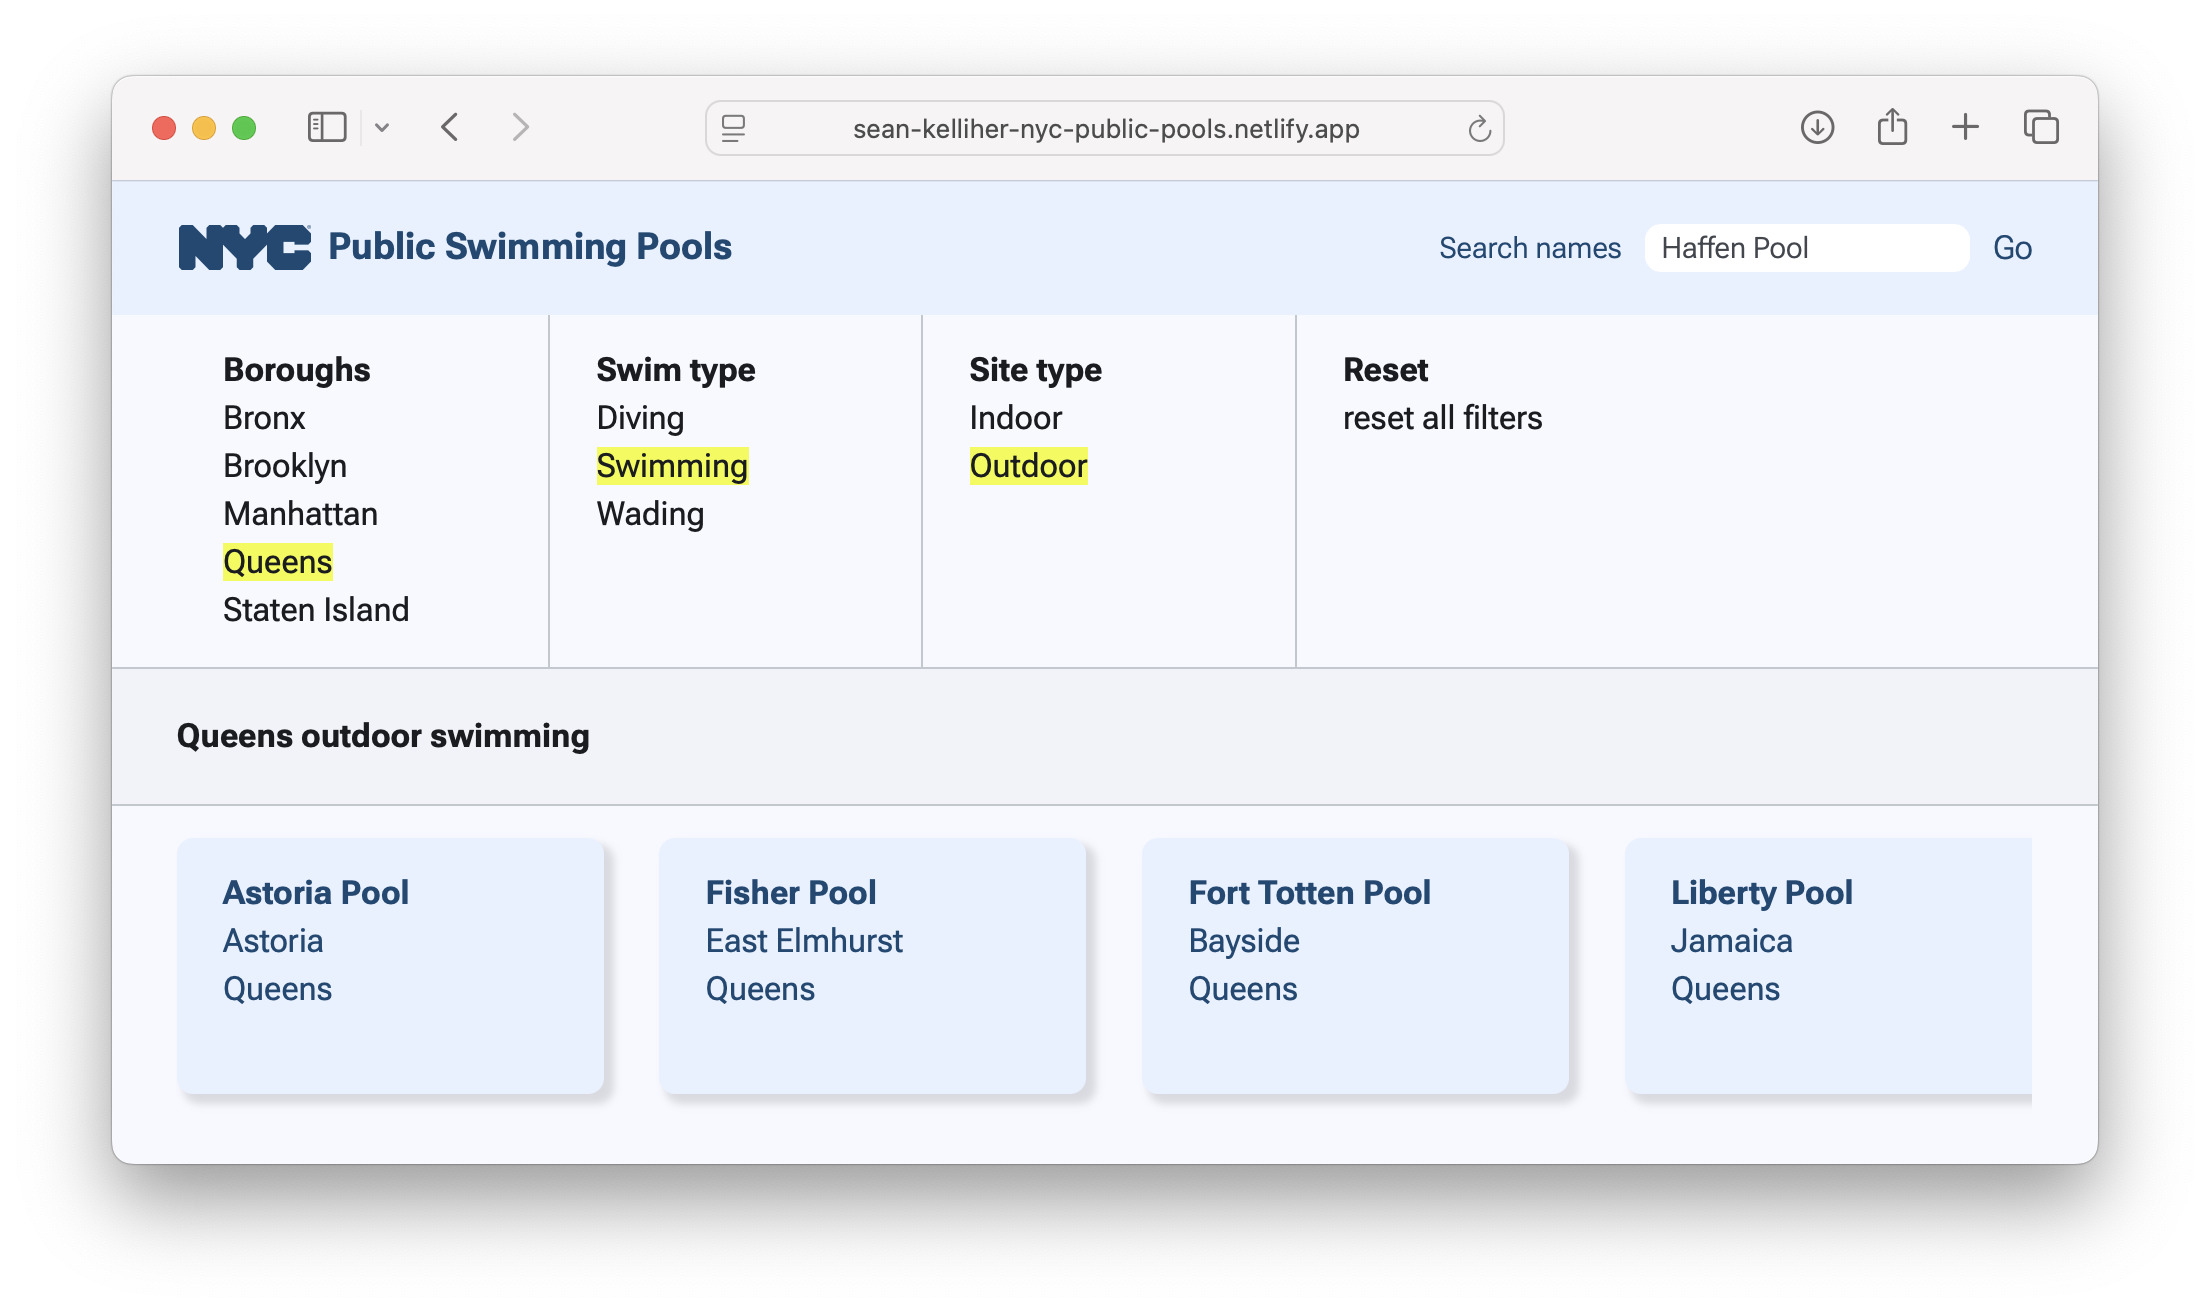 sean-kelliher-nyc-public-pools.netlify.app
NYC Public Swimming Pools
Search names Haffen Pool Go
Boroughs
Bronx
Brooklyn
Manhattan
Queens
Staten Island
Swim type
Diving
Swimming
Wading
Site type
Indoor
Outdoor
Reset
reset all filters
Queens outdoor swimming
Astoria Pool
Astoria
Queens
Fisher Pool
East Elmhurst
Queens
Fort Totten Pool
Bayside
Queens
Liberty Pool
Jamaica
Queens